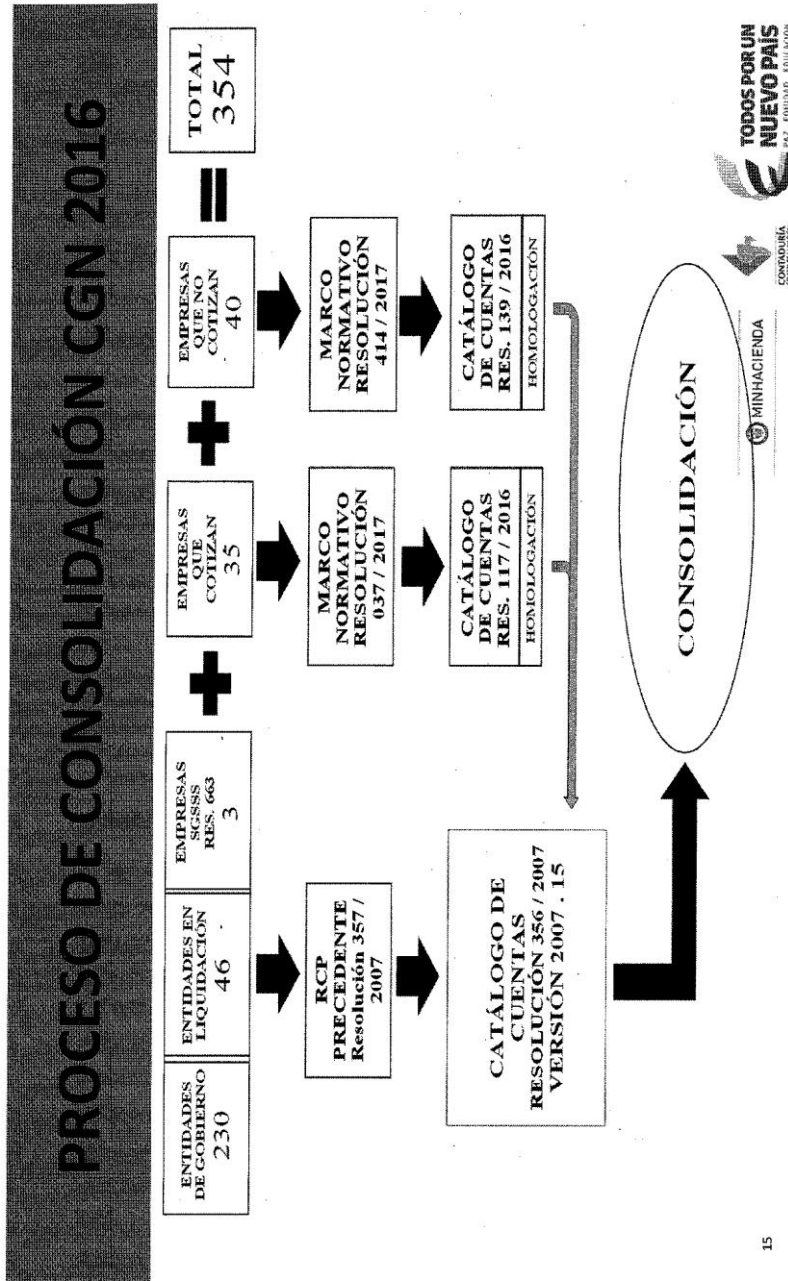 PROCESO DE CONSOLIDACIÓN CGN 2016
ENTIDADES
DE GOBIERNO
230
ENTIDADES EN
LIQUIDACIÓN
46
EMPRESAS
SGSSS
RES. 663
3
EMPRESAS
QUE
COTIZAN
35
EMPRESAS
QUE NO
COTIZAN
40
TOTAL
354
RCP
PRECEDENTE
Resolución 357 /
2007
MARCO
NORMATIVO
RESOLUCIÓN
037 / 2017
MARCO
NORMATIVO
RESOLUCIÓN
414 / 2017
CATÁLOGO DE
CUENTAS
RESOLUCIÓN 356 / 2007
VERSIÓN 2007 . 15
CATÁLOGO
DE CUENTAS
RES. 117 / 2016
HOMOLOGACIÓN
CATÁLOGO
DE CUENTAS
RES. 139 / 2016
HOMOLOGACIÓN
CONSOLIDACIÓN
MINHACIENDA
CONTADURÍA
TODOS POR UN
NUEVO PAÍS
PAZ EQUIDAD EDUCACIÓN
15